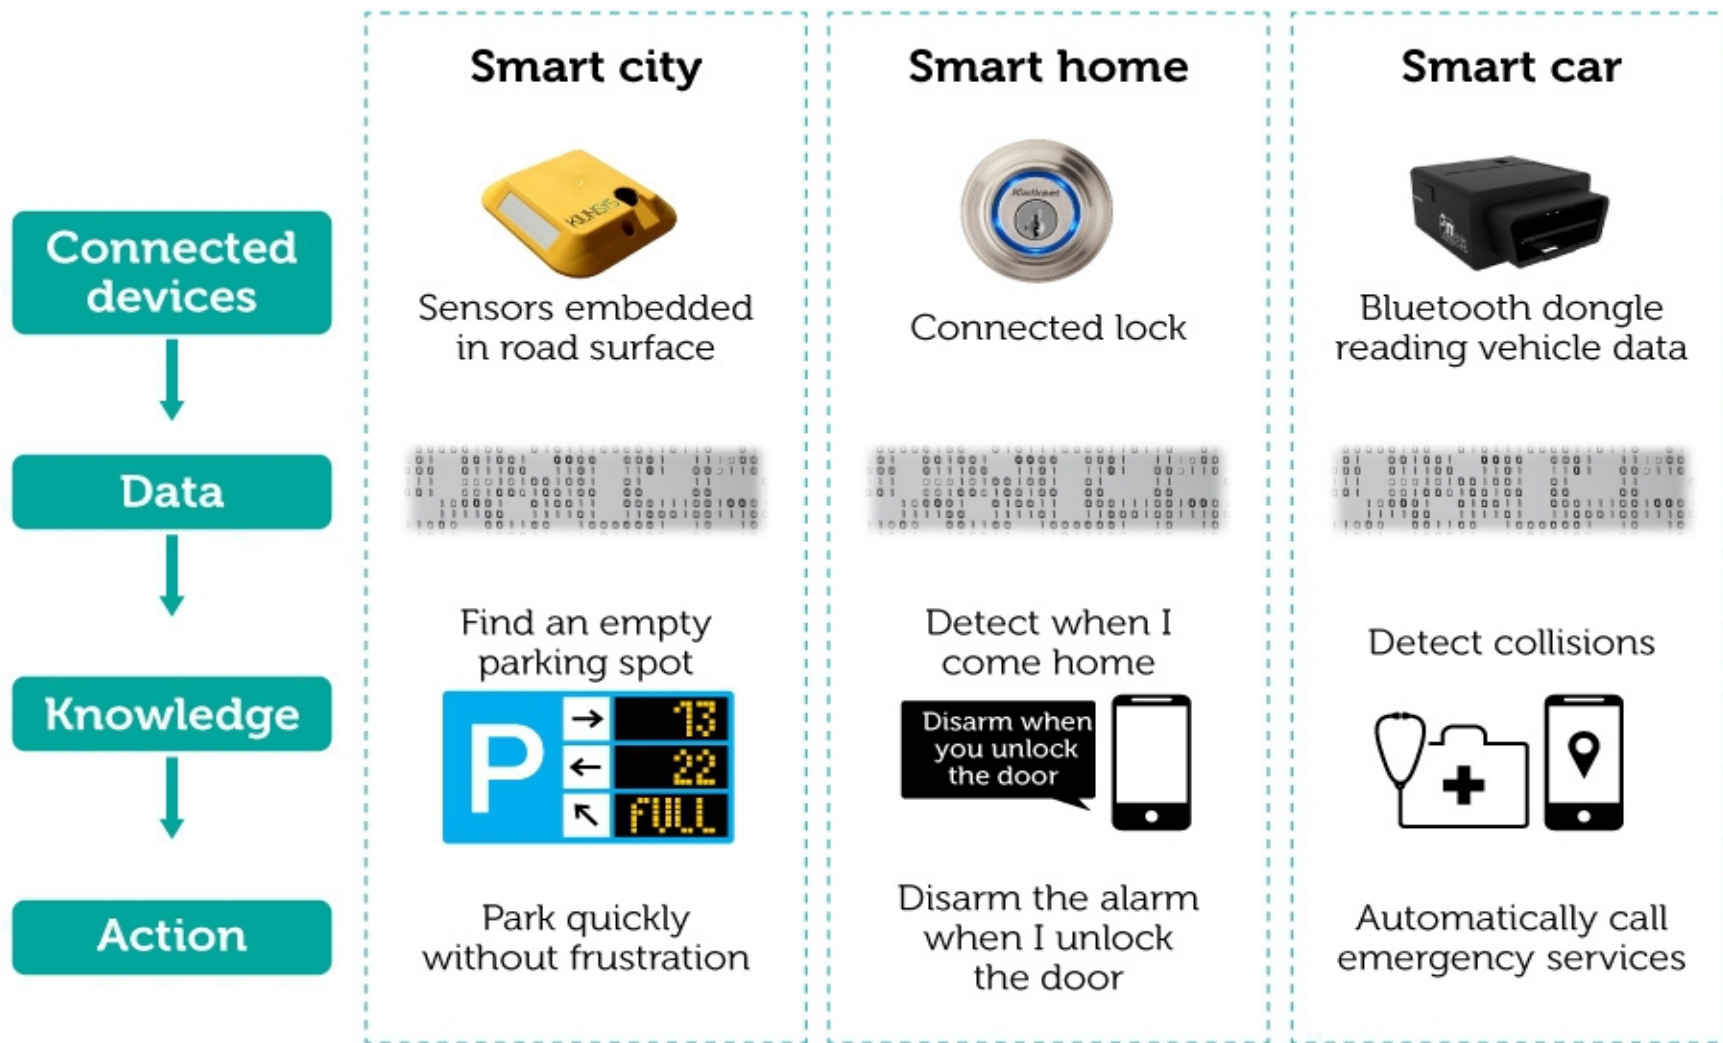 Smart city
Smart home
Smart car
Connected
devices
KIUNSYS
Kwikset
Sensors embedded
in road surface
Connected lock
Bluetooth dongle
reading vehicle data
Data
Knowledge
Find an empty
parking spot
P
13
22
FULL
Detect when I
come home
Disarm when
you unlock
the door
Detect collisions
Action
Park quickly
without frustration
Disarm the alarm
when I unlock
the door
Automatically call
emergency services